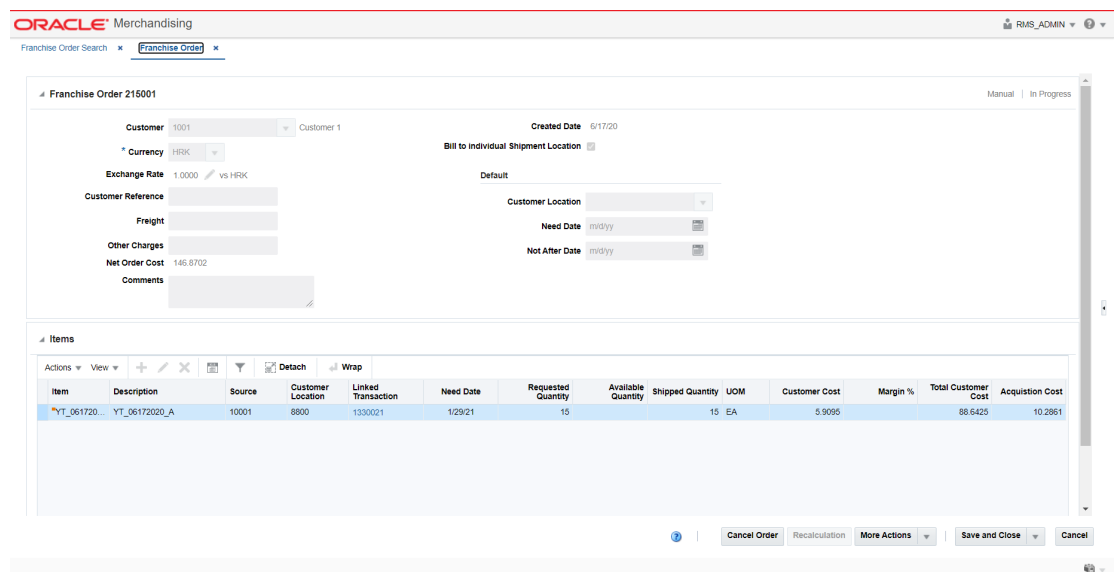 ORACLE® Merchandising
RMS_ADMIN
Franchise Order Search × Franchise Order ×
Franchise Order 215001
Manual | In Progress
Customer 1001 Customer 1
Created Date 6/17/20
* Currency HRK
Bill to individual Shipment Location
Exchange Rate 1.0000 vs HRK
Default
Customer Reference
Customer Location
Freight
Need Date m/d/yy
Other Charges
Not After Date m/d/yy
Net Order Cost 146.8702
Comments
Items
Actions View Detach Wrap
Item Description Source Customer Location Linked Transaction Need Date Requested Quantity Available Quantity Shipped Quantity UOM Customer Cost Margin % Total Customer Cost Acquistion Cost
YT_061720... YT_06172020_A 10001 8800 1330021 1/29/21 15 15 EA 5.9095 88.6425 10.2861
Cancel Order Recalculation More Actions Save and Close Cancel